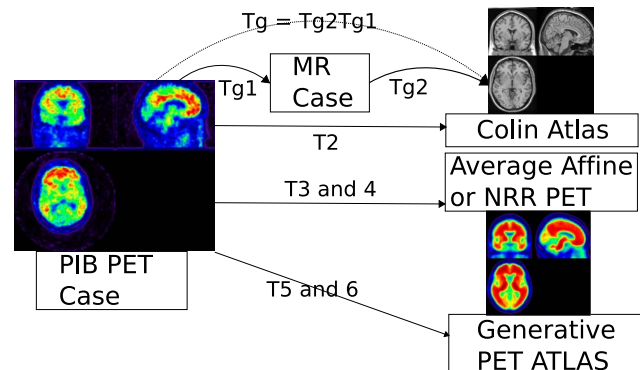 Tg = Tg2Tg1
Tg1
MR
Case
Tg2
T2
Colin Atlas
T3 and 4
Average Affine
or NRR PET
PIB PET
Case
T5 and 6
Generative
PET ATLAS